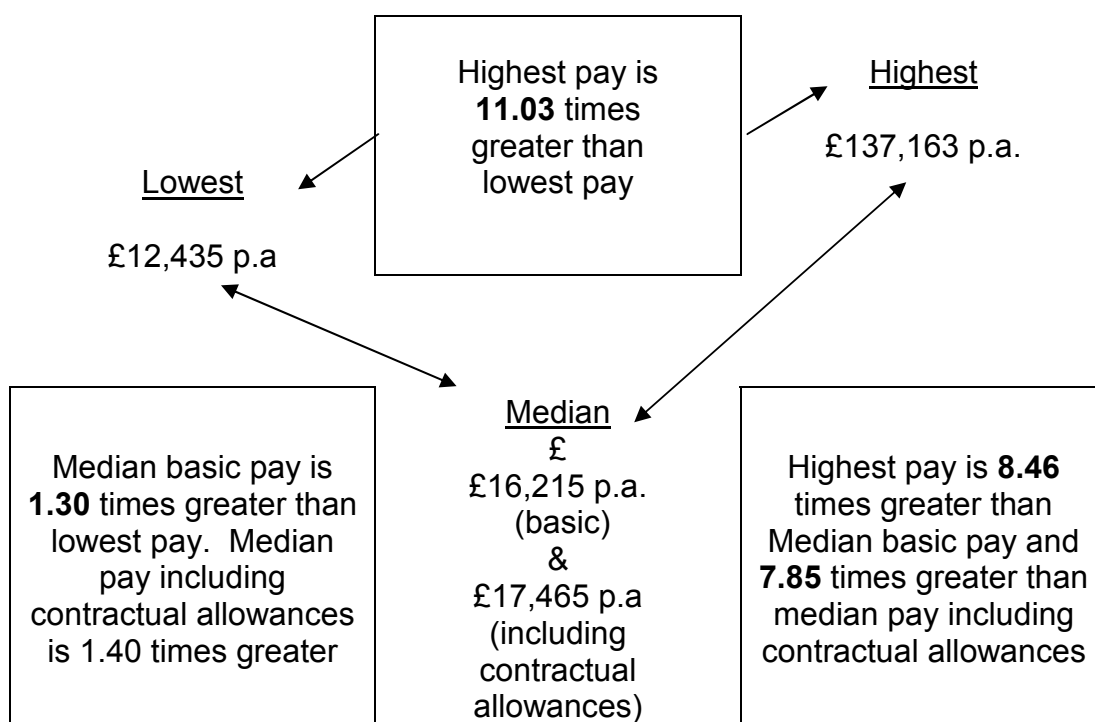 Highest pay is
11.03 times
greater than
lowest pay
Highest
£137,163 p.a.
Lowest
£12,435 p.a
Median basic pay is
1.30 times greater than
lowest pay.  Median
pay including
contractual allowances
is 1.40 times greater
Median
£
£16,215 p.a.
(basic)
&
£17,465 p.a
(including
contractual
allowances)
Highest pay is 8.46
times greater than
Median basic pay and
7.85 times greater than
median pay including
contractual allowances